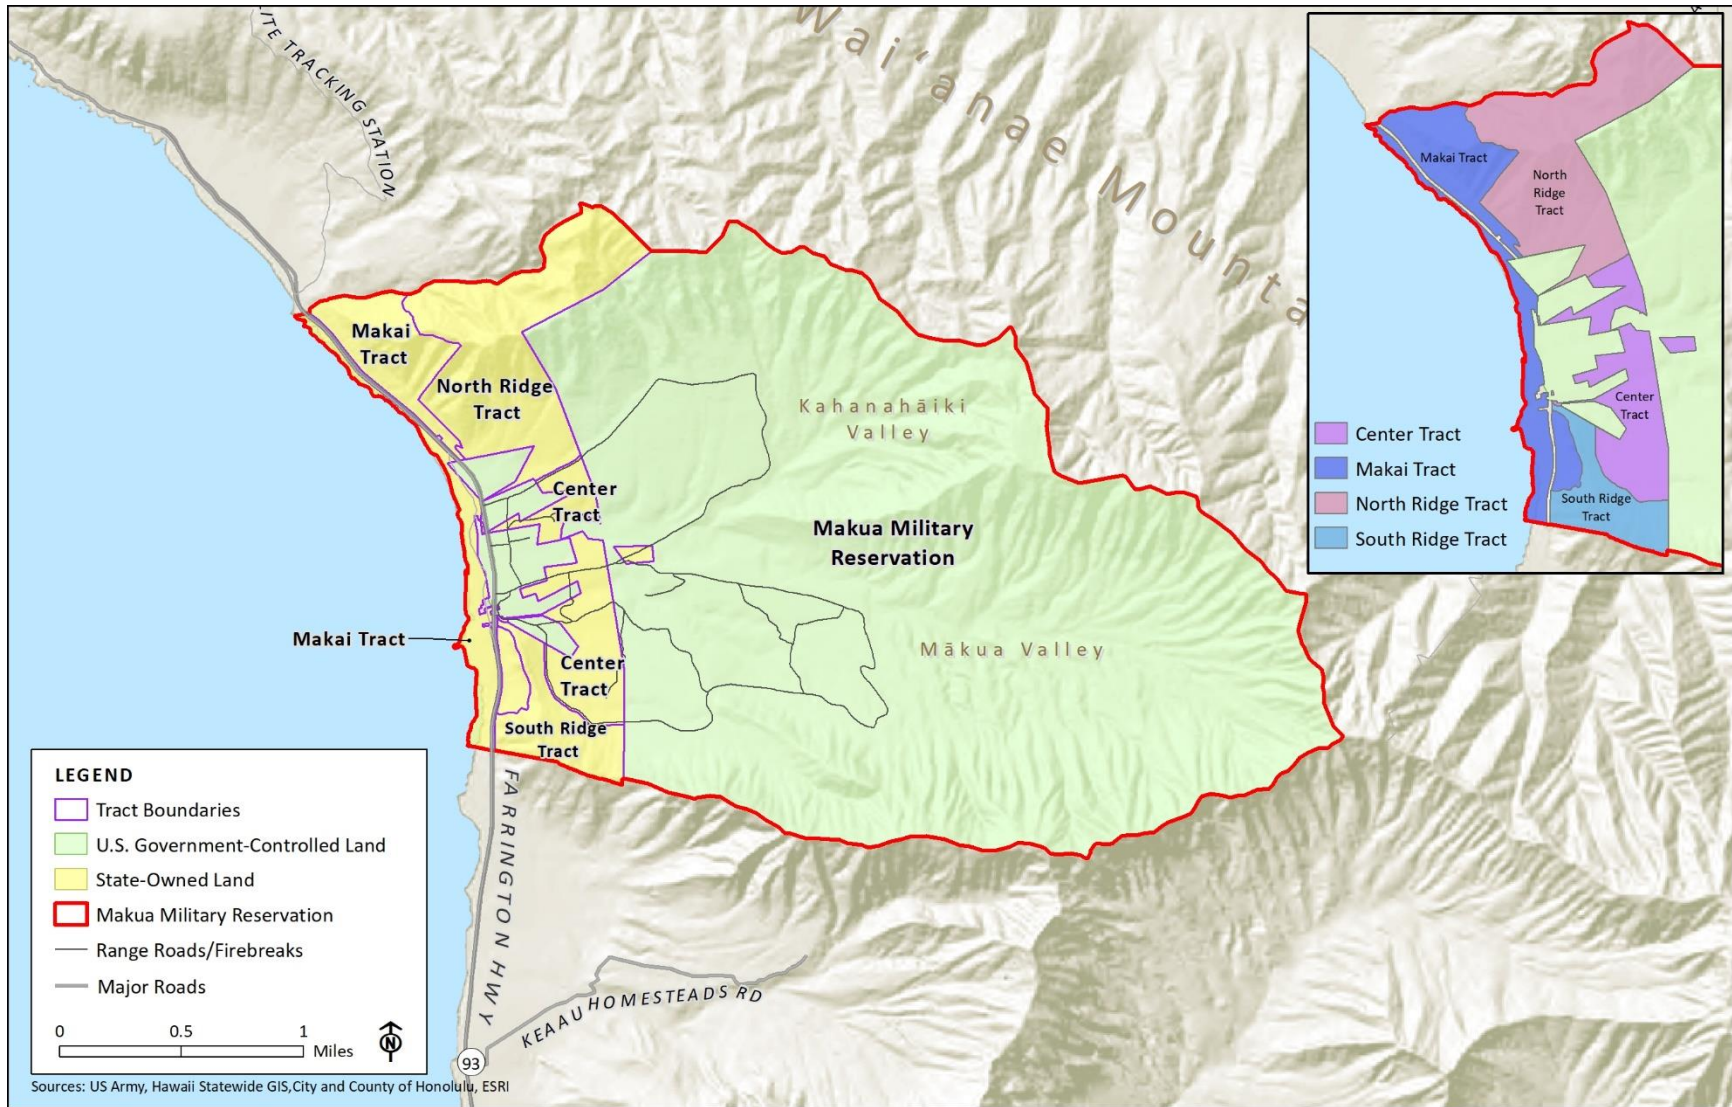 ITE TRACKING STATION
Wai‘anae Mounta
Makai
Tract
North Ridge
Tract
Kahanahāiki
Valley
Center
Tract
Makua Military
Reservation
Makai Tract
Mākua Valley
Center
Tract
South Ridge
Tract
FARRINGTON HWY
KEAAU HOMESTEADS RD
93
LEGEND
Tract Boundaries
U.S. Government-Controlled Land
State-Owned Land
Makua Military Reservation
Range Roads/Firebreaks
Major Roads
0 0.5 1
Miles
N
Sources: US Army, Hawaii Statewide GIS,City and County of Honolulu, ESRI
Makai Tract
North
Ridge
Tract
Center
Tract
South Ridge
Tract
Center Tract
Makai Tract
North Ridge Tract
South Ridge Tract